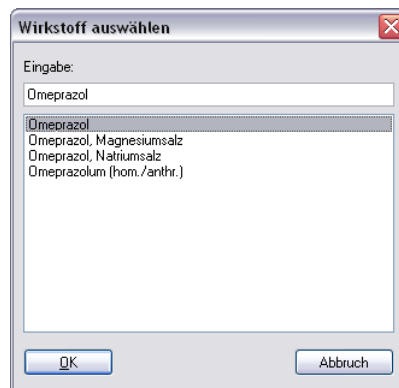 Wirkstoff auswählen
Eingabe:
Omeprazol
Omeprazol
Omeprazol, Magnesiumsalz
Omeprazol, Natriumsalz
Omeprazolum (hom./anthr.)
OK
Abbruch